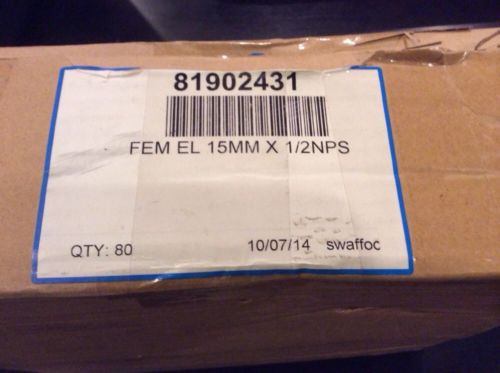 81902431
FEM EL 15MM X 1/2NPS
QTY: 80 10/07/14 swaffoc